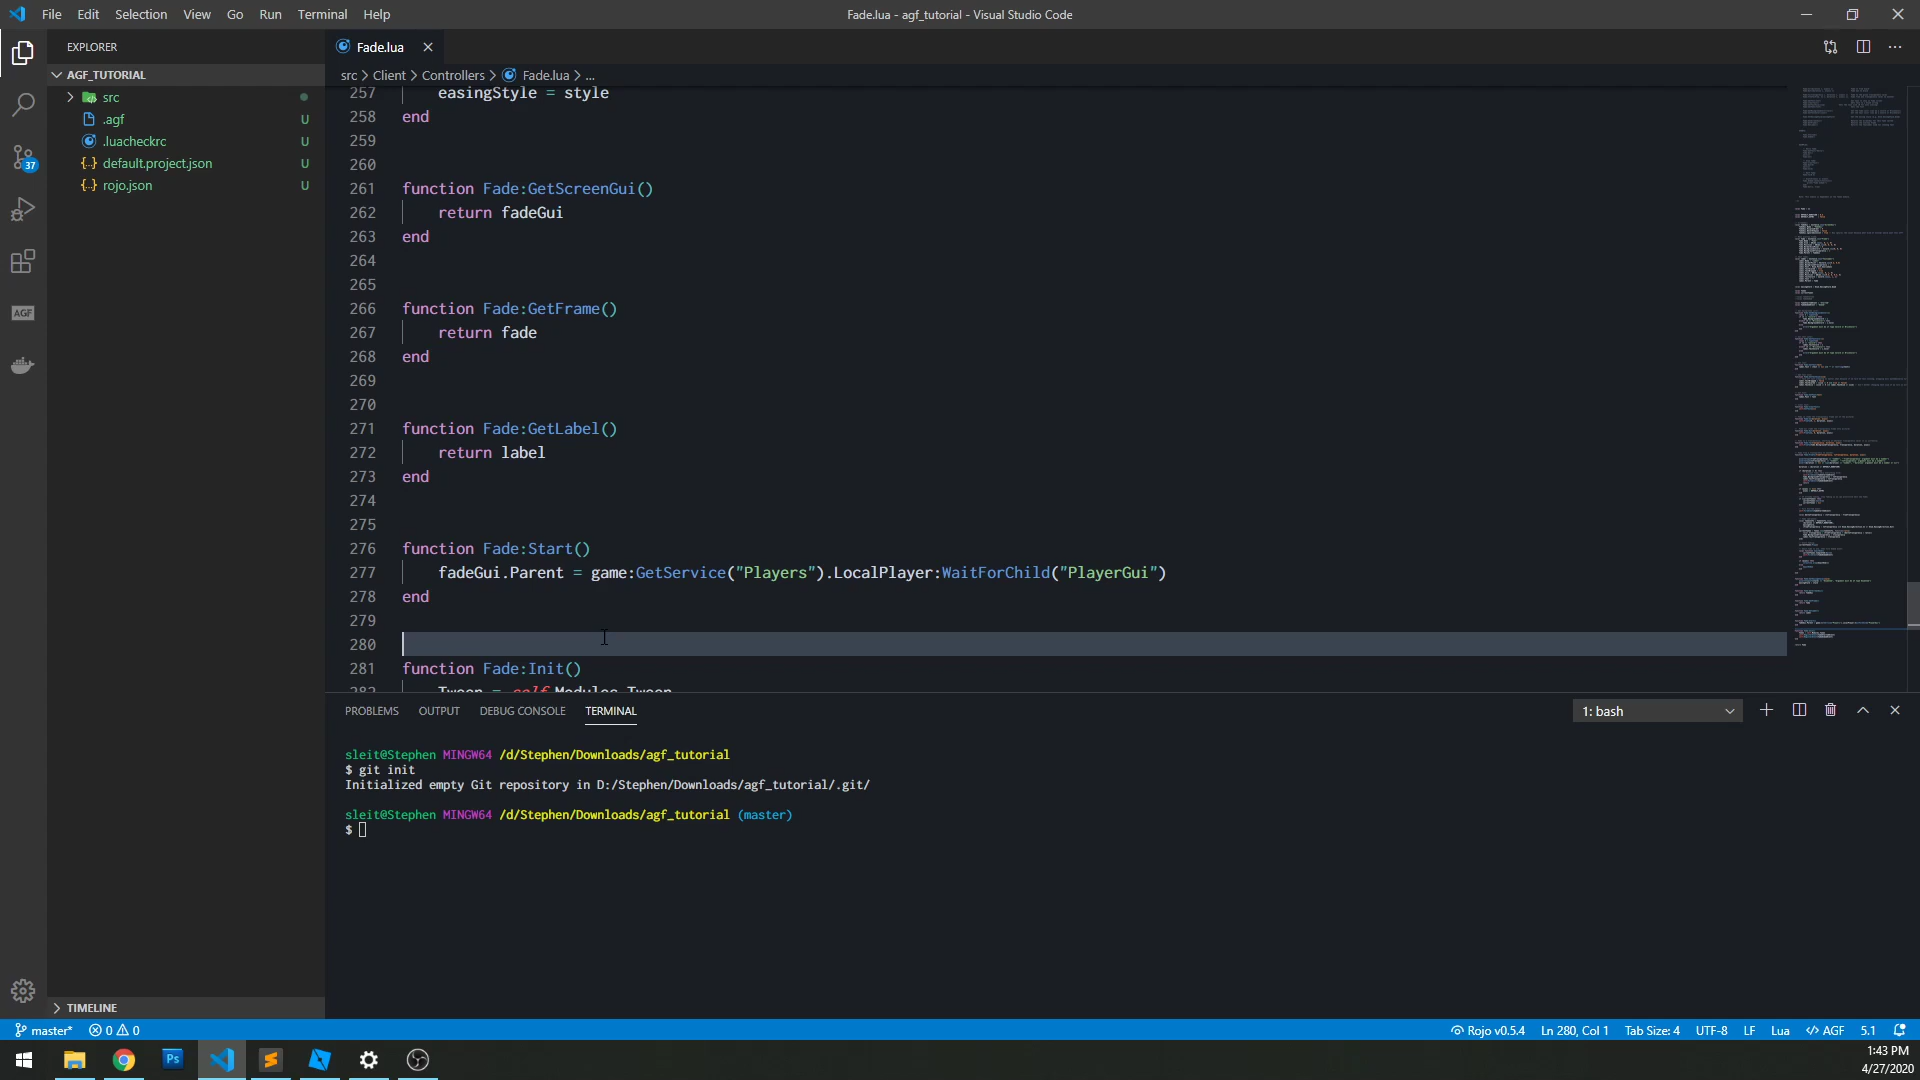 File Edit Selection View Go Run Terminal Help
Fade.lua - agf_tutorial - Visual Studio Code
EXPLORER
AGF_TUTORIAL
src
.agf U
.luacheckrc U
default.project.json U
rojo.json U
37
AGF
TIMELINE
Fade.lua
src > Client > Controllers > Fade.lua > ...
257 easingStyle = style
258 end
259
260
261 function Fade:GetScreenGui()
262 return fadeGui
263 end
264
265
266 function Fade:GetFrame()
267 return fade
268 end
269
270
271 function Fade:GetLabel()
272 return label
273 end
274
275
276 function Fade:Start()
277 fadeGui.Parent = game:GetService("Players").LocalPlayer:WaitForChild("PlayerGui")
278 end
279
280
281 function Fade:Init()
282 Tween = self.Modules.Tween
PROBLEMS OUTPUT DEBUG CONSOLE TERMINAL
1: bash
sleit@Stephen MINGW64 /d/Stephen/Downloads/agf_tutorial
$ git init
Initialized empty Git repository in D:/Stephen/Downloads/agf_tutorial/.git/
sleit@Stephen MINGW64 /d/Stephen/Downloads/agf_tutorial (master)
$
master* 0 0
Rojo v0.5.4 Ln 280, Col 1 Tab Size: 4 UTF-8 LF Lua </> AGF 5.1
Ps
1:43 PM
4/27/2020